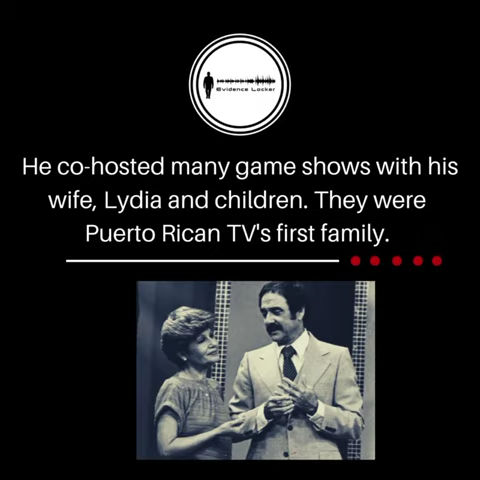 Evidence Locker
He co-hosted many game shows with his
wife, Lydia and children. They were
Puerto Rican TV's first family.